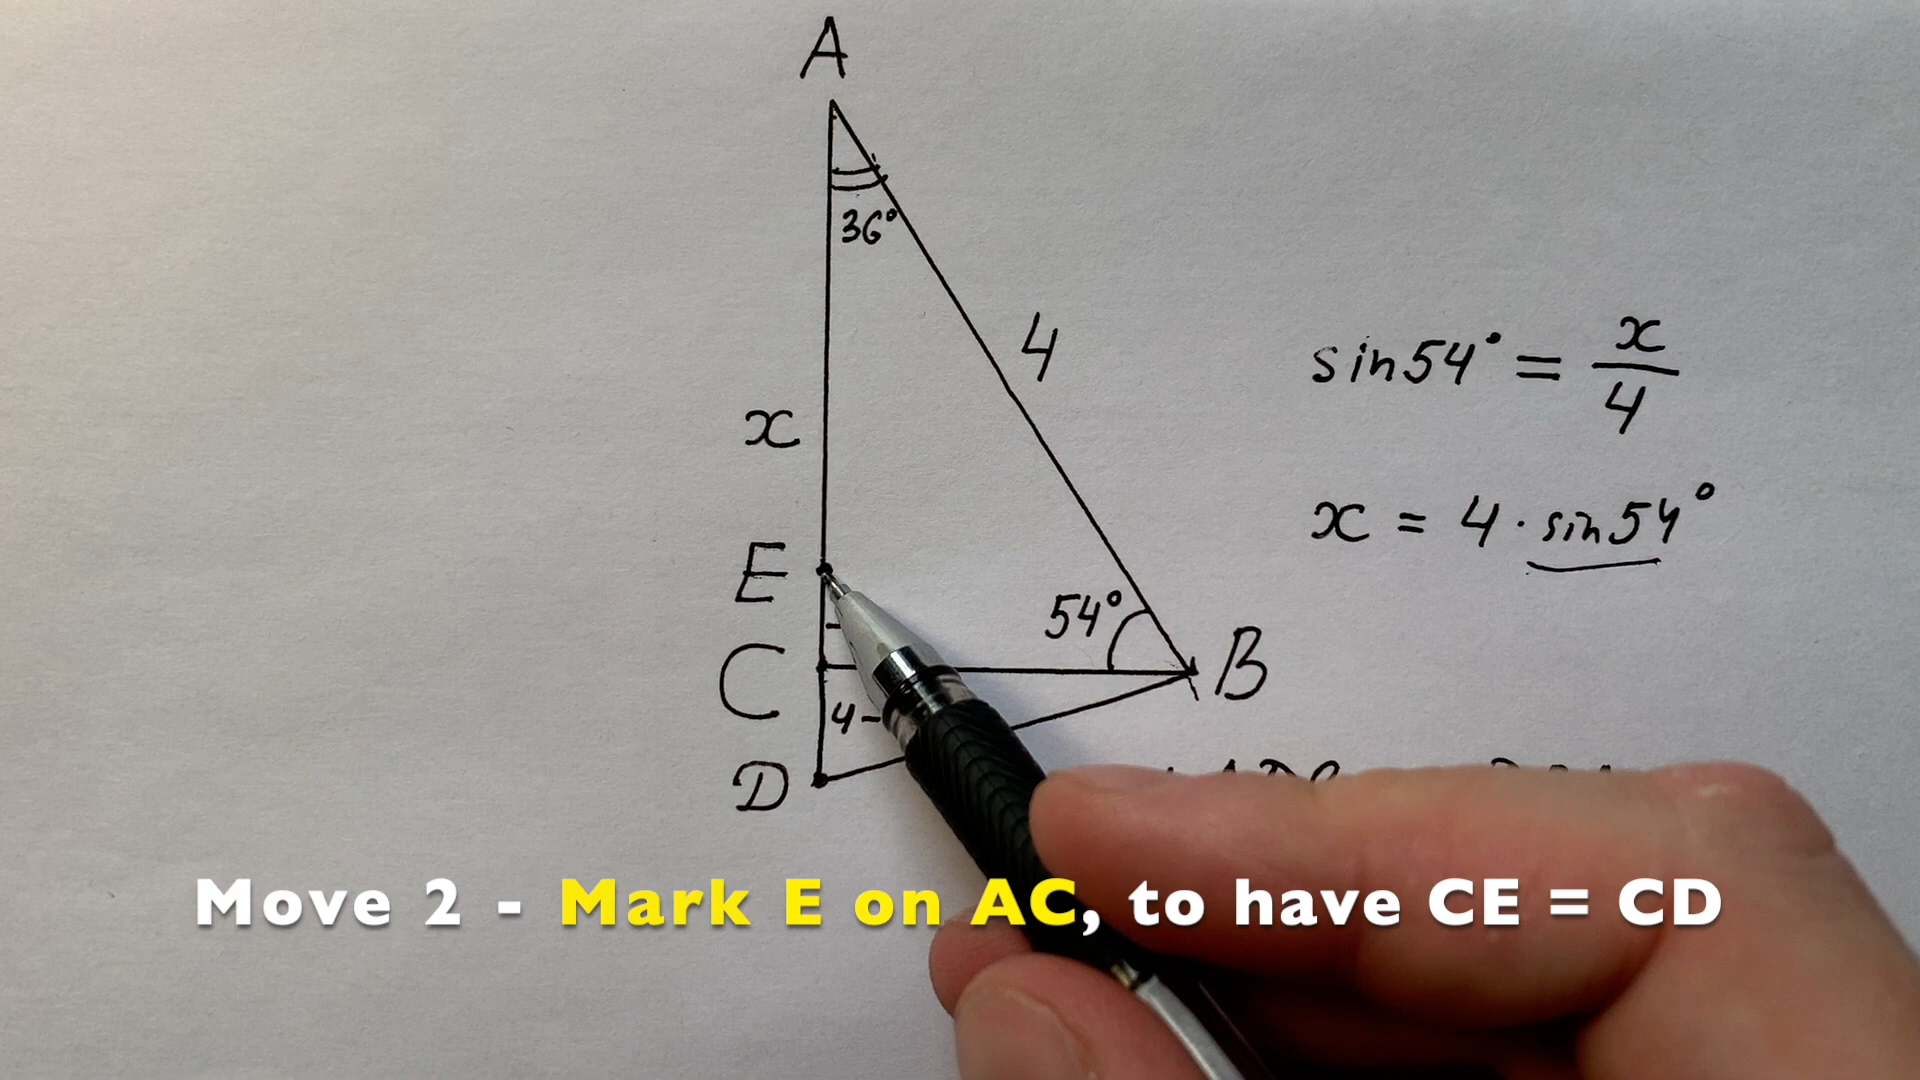 A
36°
4
x
sin54° = x/4
x = 4 · sin54°
E
54°
C
B
4-
D
Move 2 - Mark E on AC, to have CE = CD